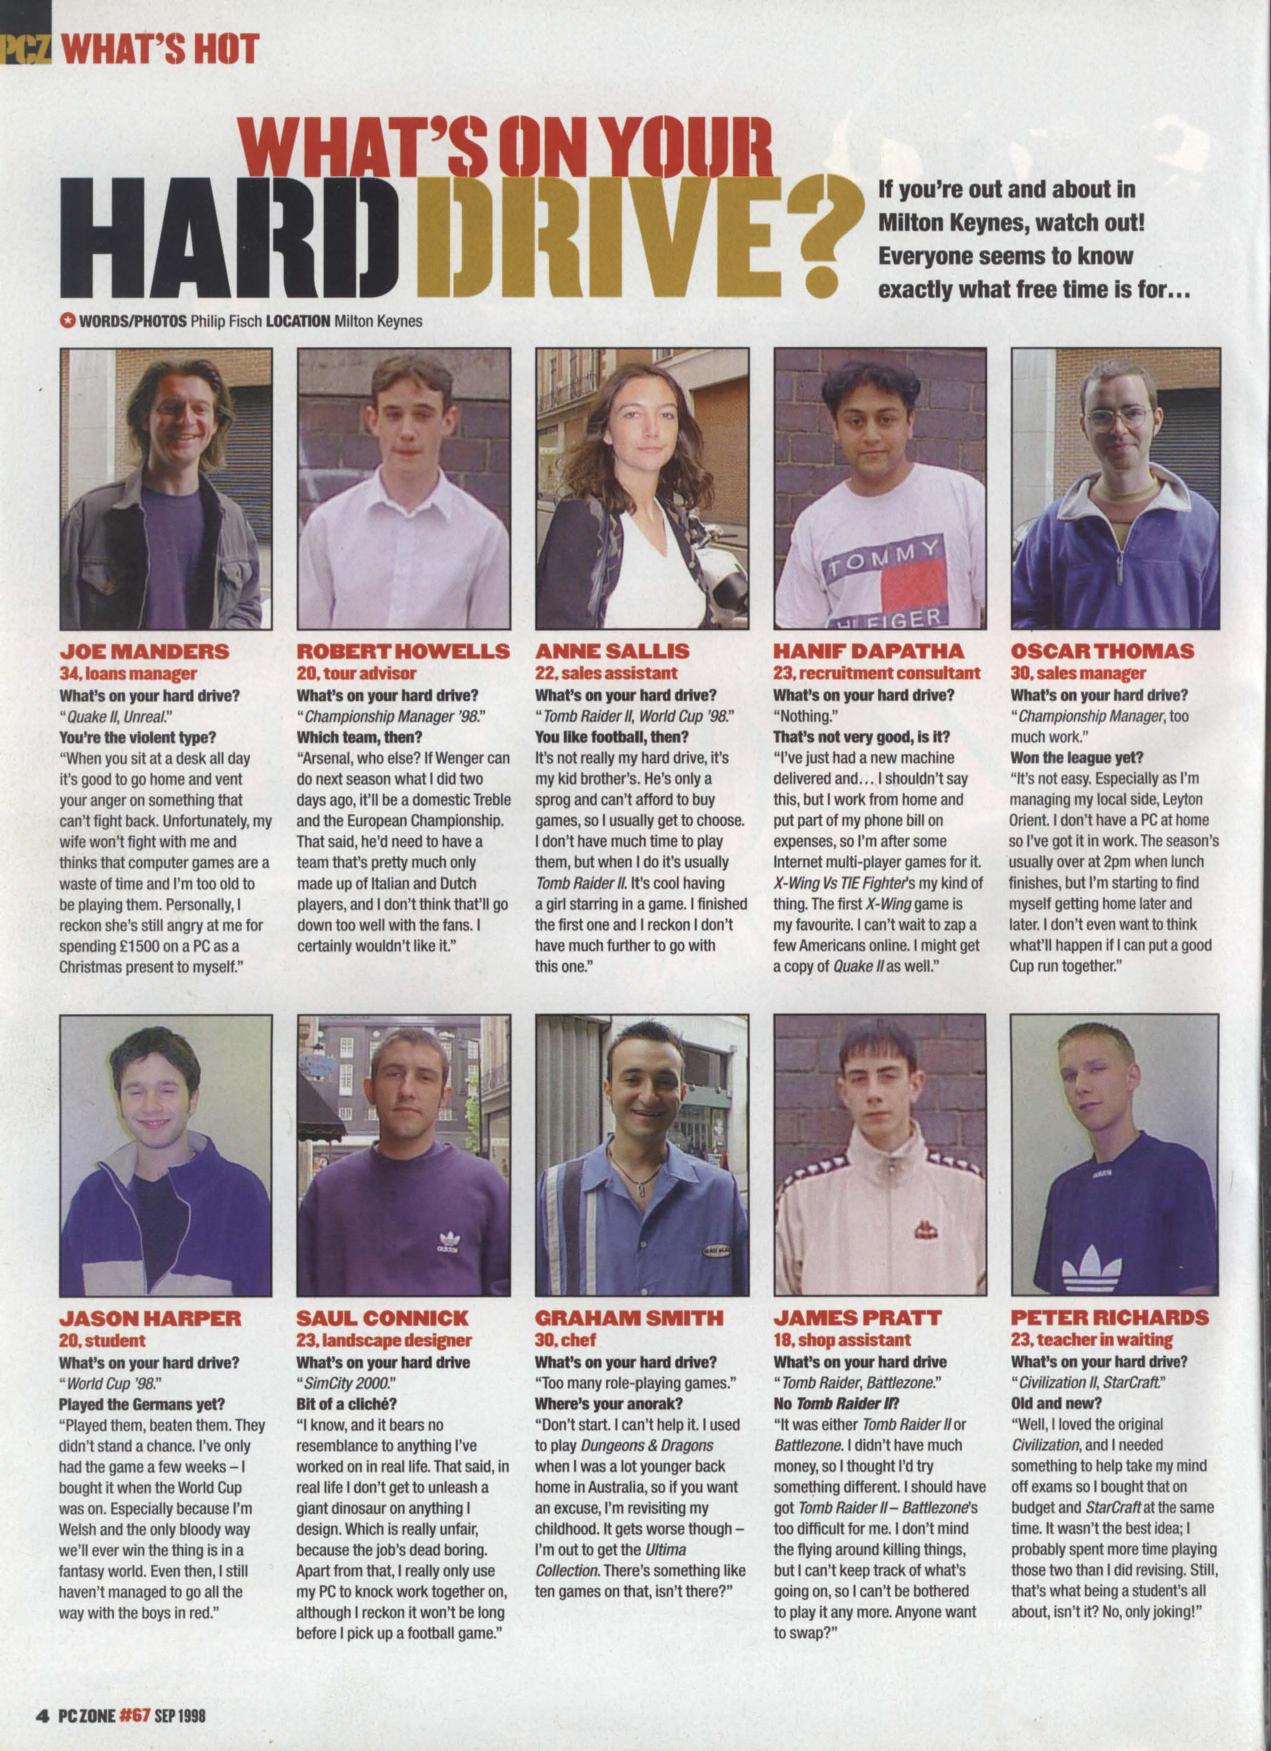 PCZ WHAT'S HOT
WHAT'S ON YOUR
HARD DRIVE?
If you're out and about in
Milton Keynes, watch out!
Everyone seems to know
exactly what free time is for...
WORDS/PHOTOS Philip Fisch LOCATION Milton Keynes
TOMMY
HILFIGER
JOE MANDERS
34, loans manager
What's on your hard drive?
"Quake II, Unreal."
You're the violent type?
"When you sit at a desk all day
it's good to go home and vent
your anger on something that
can't fight back. Unfortunately, my
wife won't fight with me and
thinks that computer games are a
waste of time and I'm too old to
be playing them. Personally, I
reckon she's still angry at me for
spending £1500 on a PC as a
Christmas present to myself."
ROBERT HOWELLS
20, tour advisor
What's on your hard drive?
"Championship Manager '98."
Which team, then?
"Arsenal, who else? If Wenger can
do next season what I did two
days ago, it'll be a domestic Treble
and the European Championship.
That said, he'd need to have a
team that's pretty much only
made up of Italian and Dutch
players, and I don't think that'll go
down too well with the fans. I
certainly wouldn't like it."
ANNE SALLIS
22, sales assistant
What's on your hard drive?
"Tomb Raider II, World Cup '98."
You like football, then?
It's not really my hard drive, it's
my kid brother's. He's only a
sprog and can't afford to buy
games, so I usually get to choose.
I don't have much time to play
them, but when I do it's usually
Tomb Raider II. It's cool having
a girl starring in a game. I finished
the first one and I reckon I don't
have much further to go with
this one."
HANIF DAPATHA
23, recruitment consultant
What's on your hard drive?
"Nothing."
That's not very good, is it?
"I've just had a new machine
delivered and... I shouldn't say
this, but I work from home and
put part of my phone bill on
expenses, so I'm after some
Internet multi-player games for it.
X-Wing Vs TIE Fighter's my kind of
thing. The first X-Wing game is
my favourite. I can't wait to zap a
few Americans online. I might get
a copy of Quake II as well."
OSCAR THOMAS
30, sales manager
What's on your hard drive?
"Championship Manager, too
much work."
Won the league yet?
"It's not easy. Especially as I'm
managing my local side, Leyton
Orient. I don't have a PC at home
so I've got it in work. The season's
usually over at 2pm when lunch
finishes, but I'm starting to find
myself getting home later and
later. I don't even want to think
what'll happen if I can put a good
Cup run together."
adidas
JASON HARPER
20, student
What's on your hard drive?
"World Cup '98."
Played the Germans yet?
"Played them, beaten them. They
didn't stand a chance. I've only
had the game a few weeks – I
bought it when the World Cup
was on. Especially because I'm
Welsh and the only bloody way
we'll ever win the thing is in a
fantasy world. Even then, I still
haven't managed to go all the
way with the boys in red."
SAUL CONNICK
23, landscape designer
What's on your hard drive
"SimCity 2000."
Bit of a cliché?
"I know, and it bears no
resemblance to anything I've
worked on in real life. That said, in
real life I don't get to unleash a
giant dinosaur on anything I
design. Which is really unfair,
because the job's dead boring.
Apart from that, I really only use
my PC to knock work together on,
although I reckon it won't be long
before I pick up a football game."
GRAHAM SMITH
30, chef
What's on your hard drive?
"Too many role-playing games."
Where's your anorak?
"Don't start. I can't help it. I used
to play Dungeons & Dragons
when I was a lot younger back
home in Australia, so if you want
an excuse, I'm revisiting my
childhood. It gets worse though –
I'm out to get the Ultima
Collection. There's something like
ten games on that, isn't there?"
JAMES PRATT
18, shop assistant
What's on your hard drive
"Tomb Raider, Battlezone."
No Tomb Raider II?
"It was either Tomb Raider II or
Battlezone. I didn't have much
money, so I thought I'd try
something different. I should have
got Tomb Raider II – Battlezone's
too difficult for me. I don't mind
the flying around killing things,
but I can't keep track of what's
going on, so I can't be bothered
to play it any more. Anyone want
to swap?"
PETER RICHARDS
23, teacher in waiting
What's on your hard drive?
"Civilization II, StarCraft."
Old and new?
"Well, I loved the original
Civilization, and I needed
something to help take my mind
off exams so I bought that on
budget and StarCraft at the same
time. It wasn't the best idea; I
probably spent more time playing
those two than I did revising. Still,
that's what being a student's all
about, isn't it? No, only joking!"
4 PC ZONE #67 SEP 1998